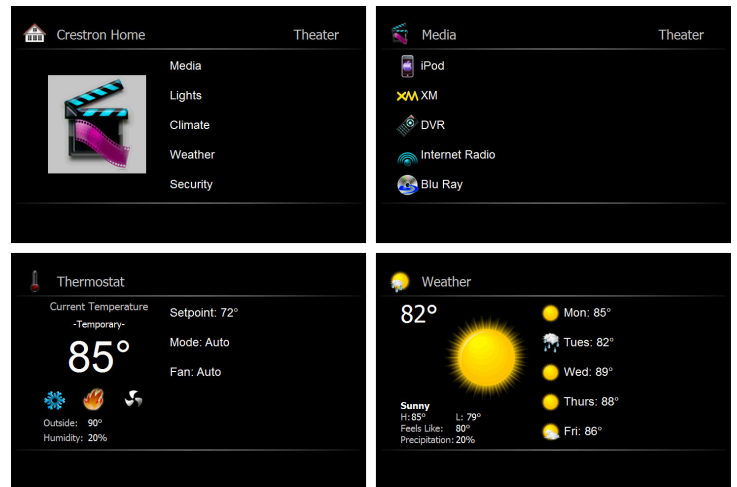 Crestron Home Theater
Media
Lights
Climate
Weather
Security
Media Theater
iPod
XM XM
DVR
Internet Radio
Blu Ray
Thermostat
Current Temperature
-Temporary-
85°
Setpoint: 72°
Mode: Auto
Fan: Auto
Outside: 90°
Humidity: 20%
Weather
82°
Sunny
H: 85° L: 79°
Feels Like: 80°
Precipitation: 20%
Mon: 85°
Tues: 82°
Wed: 89°
Thurs: 88°
Fri: 86°